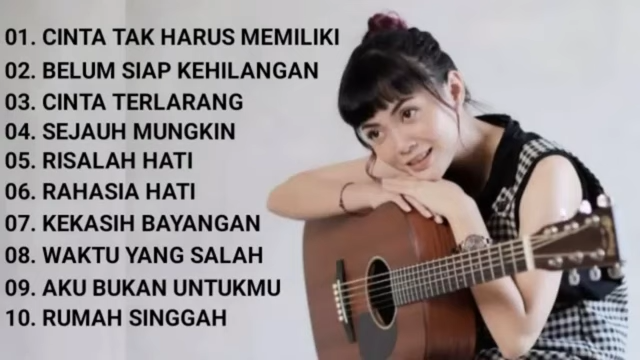 01. CINTA TAK HARUS MEMILIKI
02. BELUM SIAP KEHILANGAN
03. CINTA TERLARANG
04. SEJAUH MUNGKIN
05. RISALAH HATI
06. RAHASIA HATI
07. KEKASIH BAYANGAN
08. WAKTU YANG SALAH
09. AKU BUKAN UNTUKMU
10. RUMAH SINGGAH